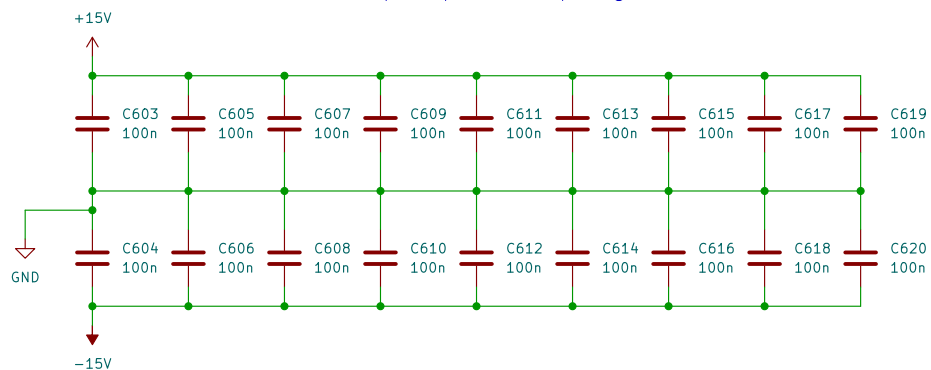 +15V
C603 C605 C607 C609 C611 C613 C615 C617 C619
100n 100n 100n 100n 100n 100n 100n 100n 100n
C604 C606 C608 C610 C612 C614 C616 C618 C620
100n 100n 100n 100n 100n 100n 100n 100n 100n
GND
-15V